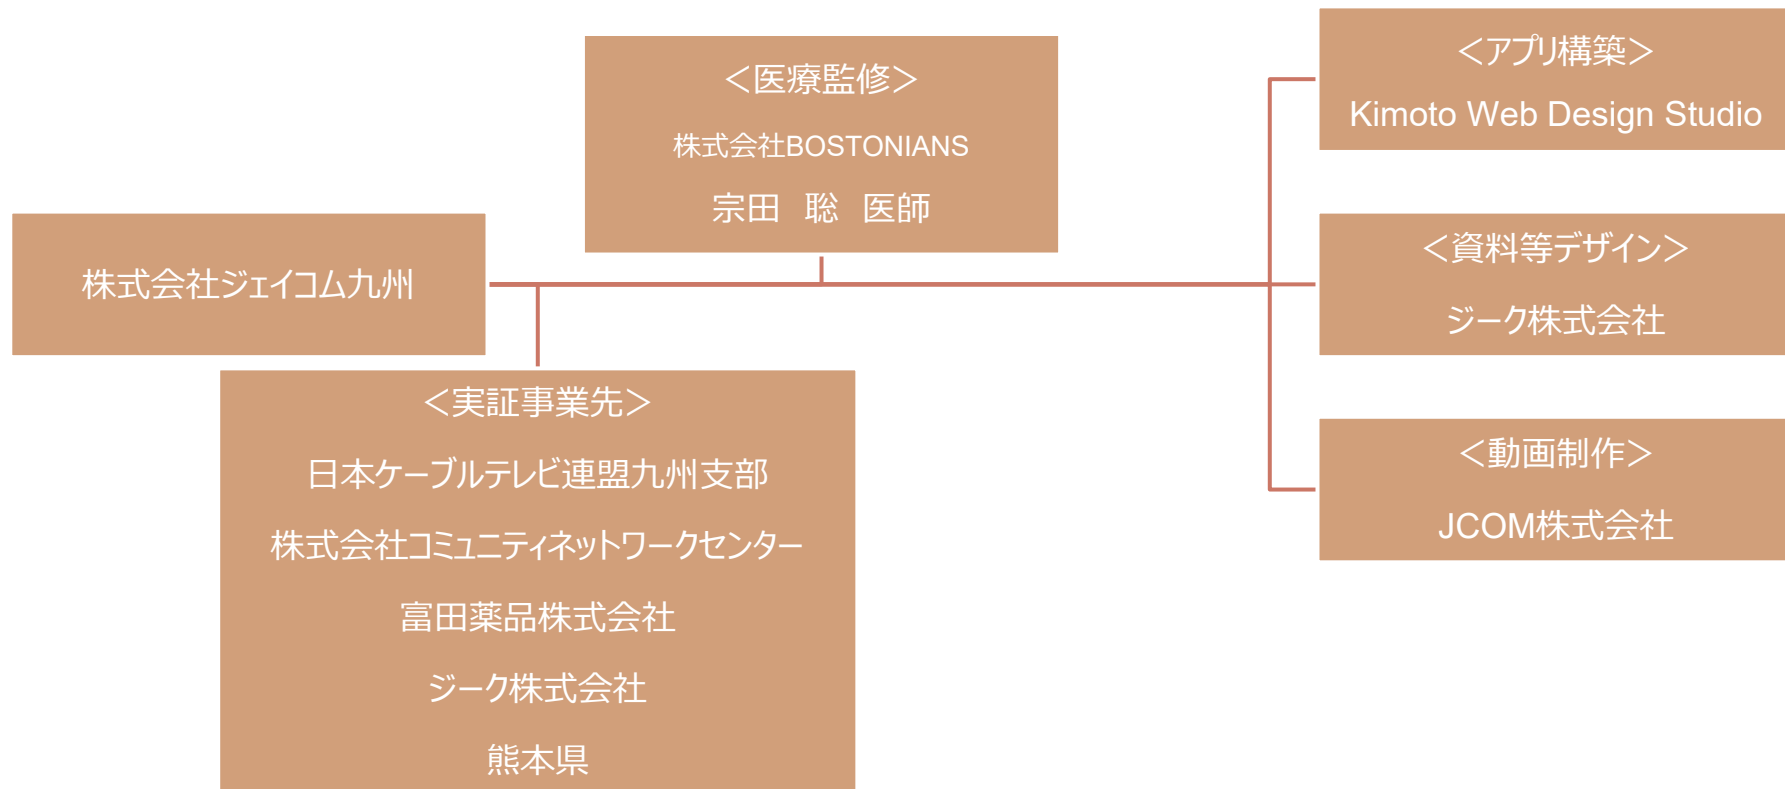 株式会社ジェイコム九州
＜医療監修＞
株式会社BOSTONIANS
宗田　聡　医師
＜実証事業先＞
日本ケーブルテレビ連盟九州支部
株式会社コミュニティネットワークセンター
富田薬品株式会社
ジーク株式会社
熊本県
＜アプリ構築＞
Kimoto Web Design Studio
＜資料等デザイン＞
ジーク株式会社
＜動画制作＞
JCOM株式会社